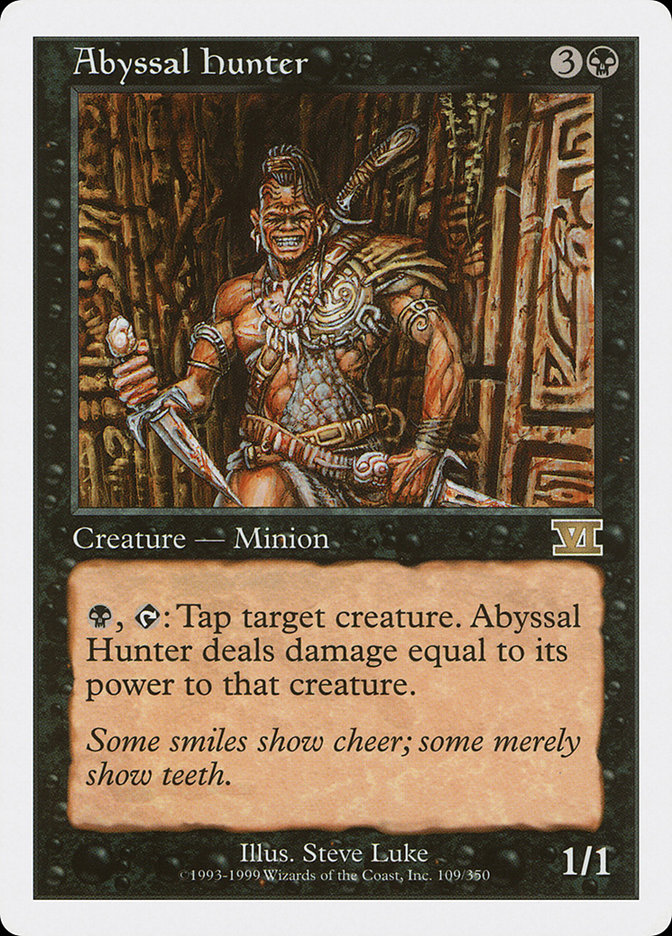 Abyssal Hunter 3
Creature — Minion VI
, : Tap target creature. Abyssal
Hunter deals damage equal to its
power to that creature.
Some smiles show cheer; some merely
show teeth.
Illus. Steve Luke
©1993-1999 Wizards of the Coast, Inc. 109/350
1/1